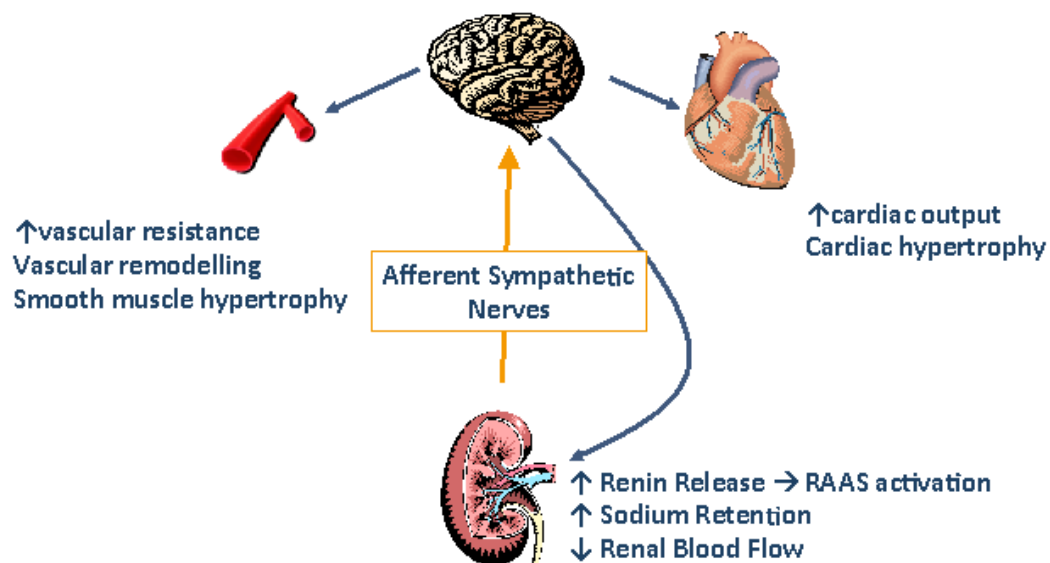 ↑vascular resistance
Vascular remodelling
Smooth muscle hypertrophy
↑cardiac output
Cardiac hypertrophy
Afferent Sympathetic
Nerves
↑ Renin Release → RAAS activation
↑ Sodium Retention
↓ Renal Blood Flow